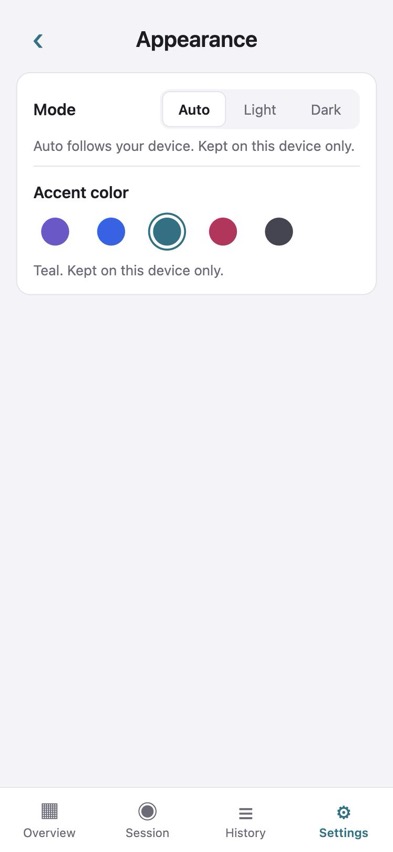 Appearance
Mode
Auto
Light
Dark
Auto follows your device. Kept on this device only.
Accent color
Teal. Kept on this device only.
Overview
Session
History
Settings